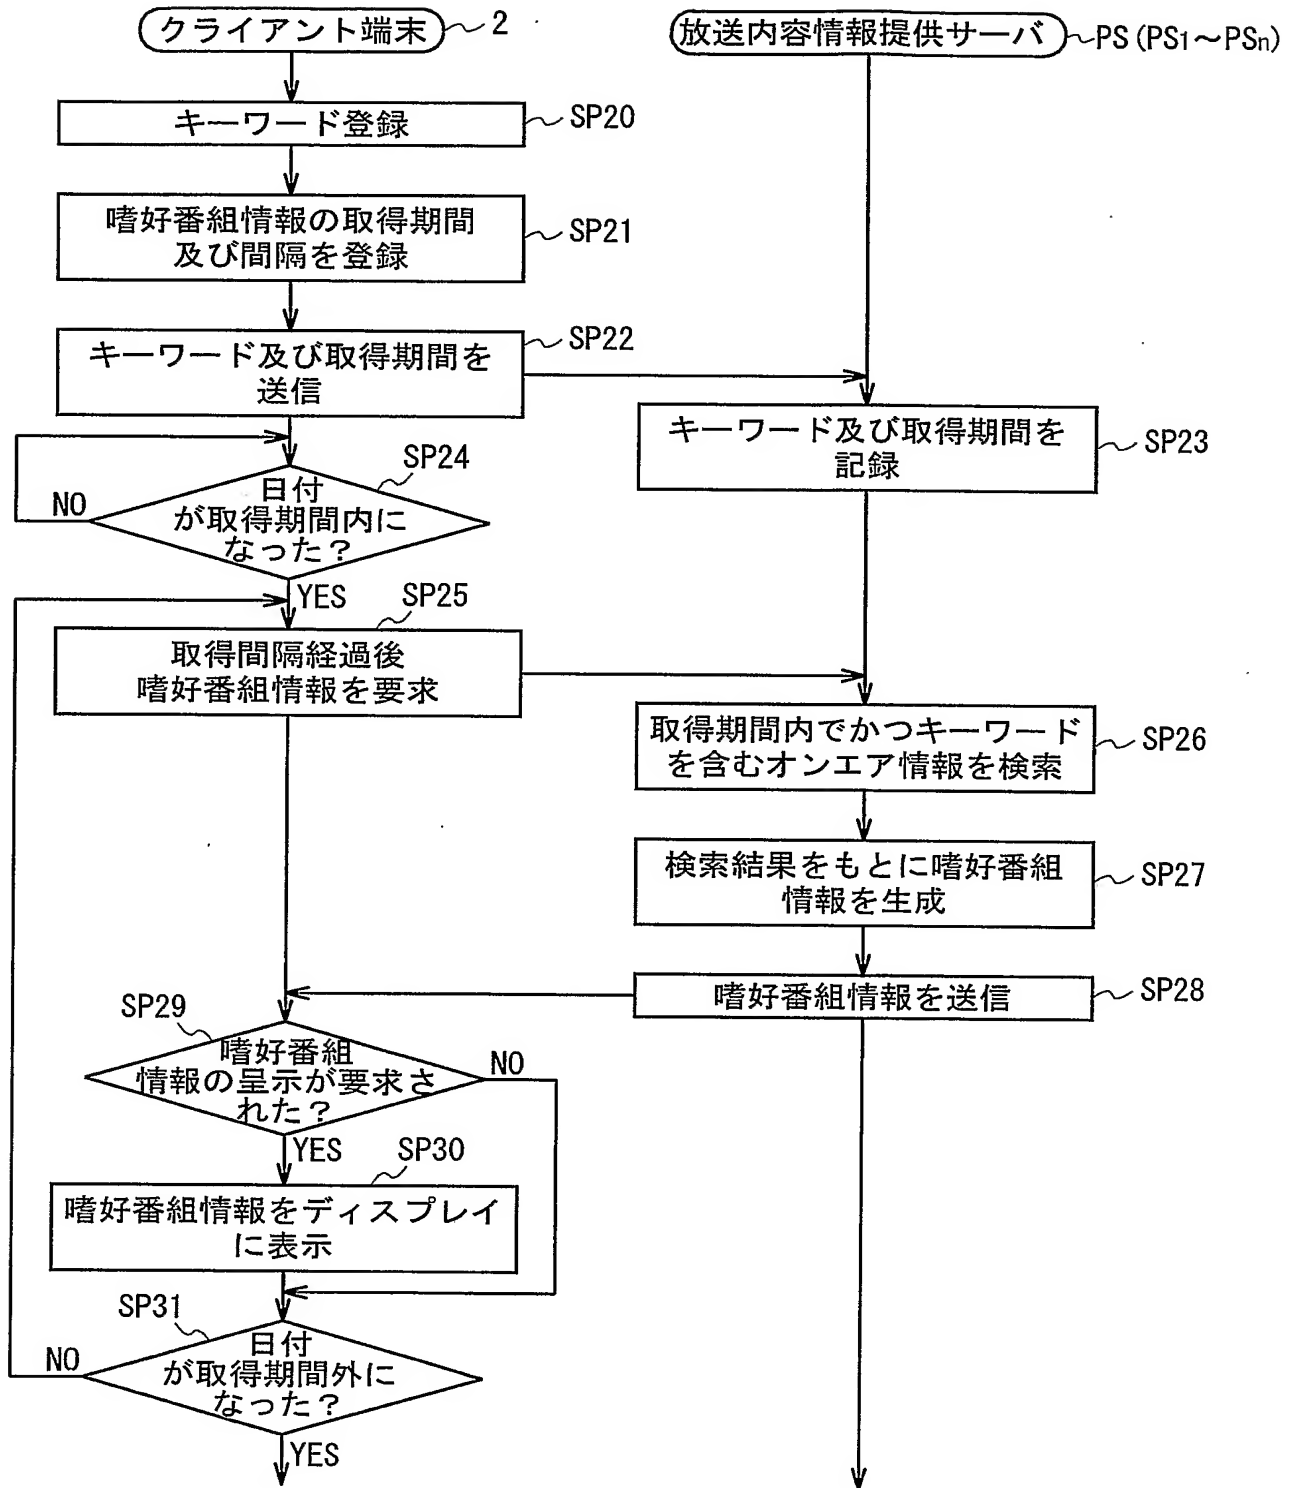 クライアント端末
2
放送内容情報提供サーバ
PS(PS1〜PSn)
キーワード登録
SP20
嗜好番組情報の取得期間
及び間隔を登録
SP21
キーワード及び取得期間を
送信
SP22
キーワード及び取得期間を
記録
SP23
SP24
日付
が取得期間内に
なった?
NO
YES
SP25
取得間隔経過後
嗜好番組情報を要求
取得期間内でかつキーワード
を含むオンエア情報を検索
SP26
検索結果をもとに嗜好番組
情報を生成
SP27
嗜好番組情報を送信
SP28
SP29
嗜好番組
情報の呈示が要求さ
れた?
NO
YES
SP30
嗜好番組情報をディスプレイ
に表示
SP31
日付
が取得期間外に
なった?
NO
YES